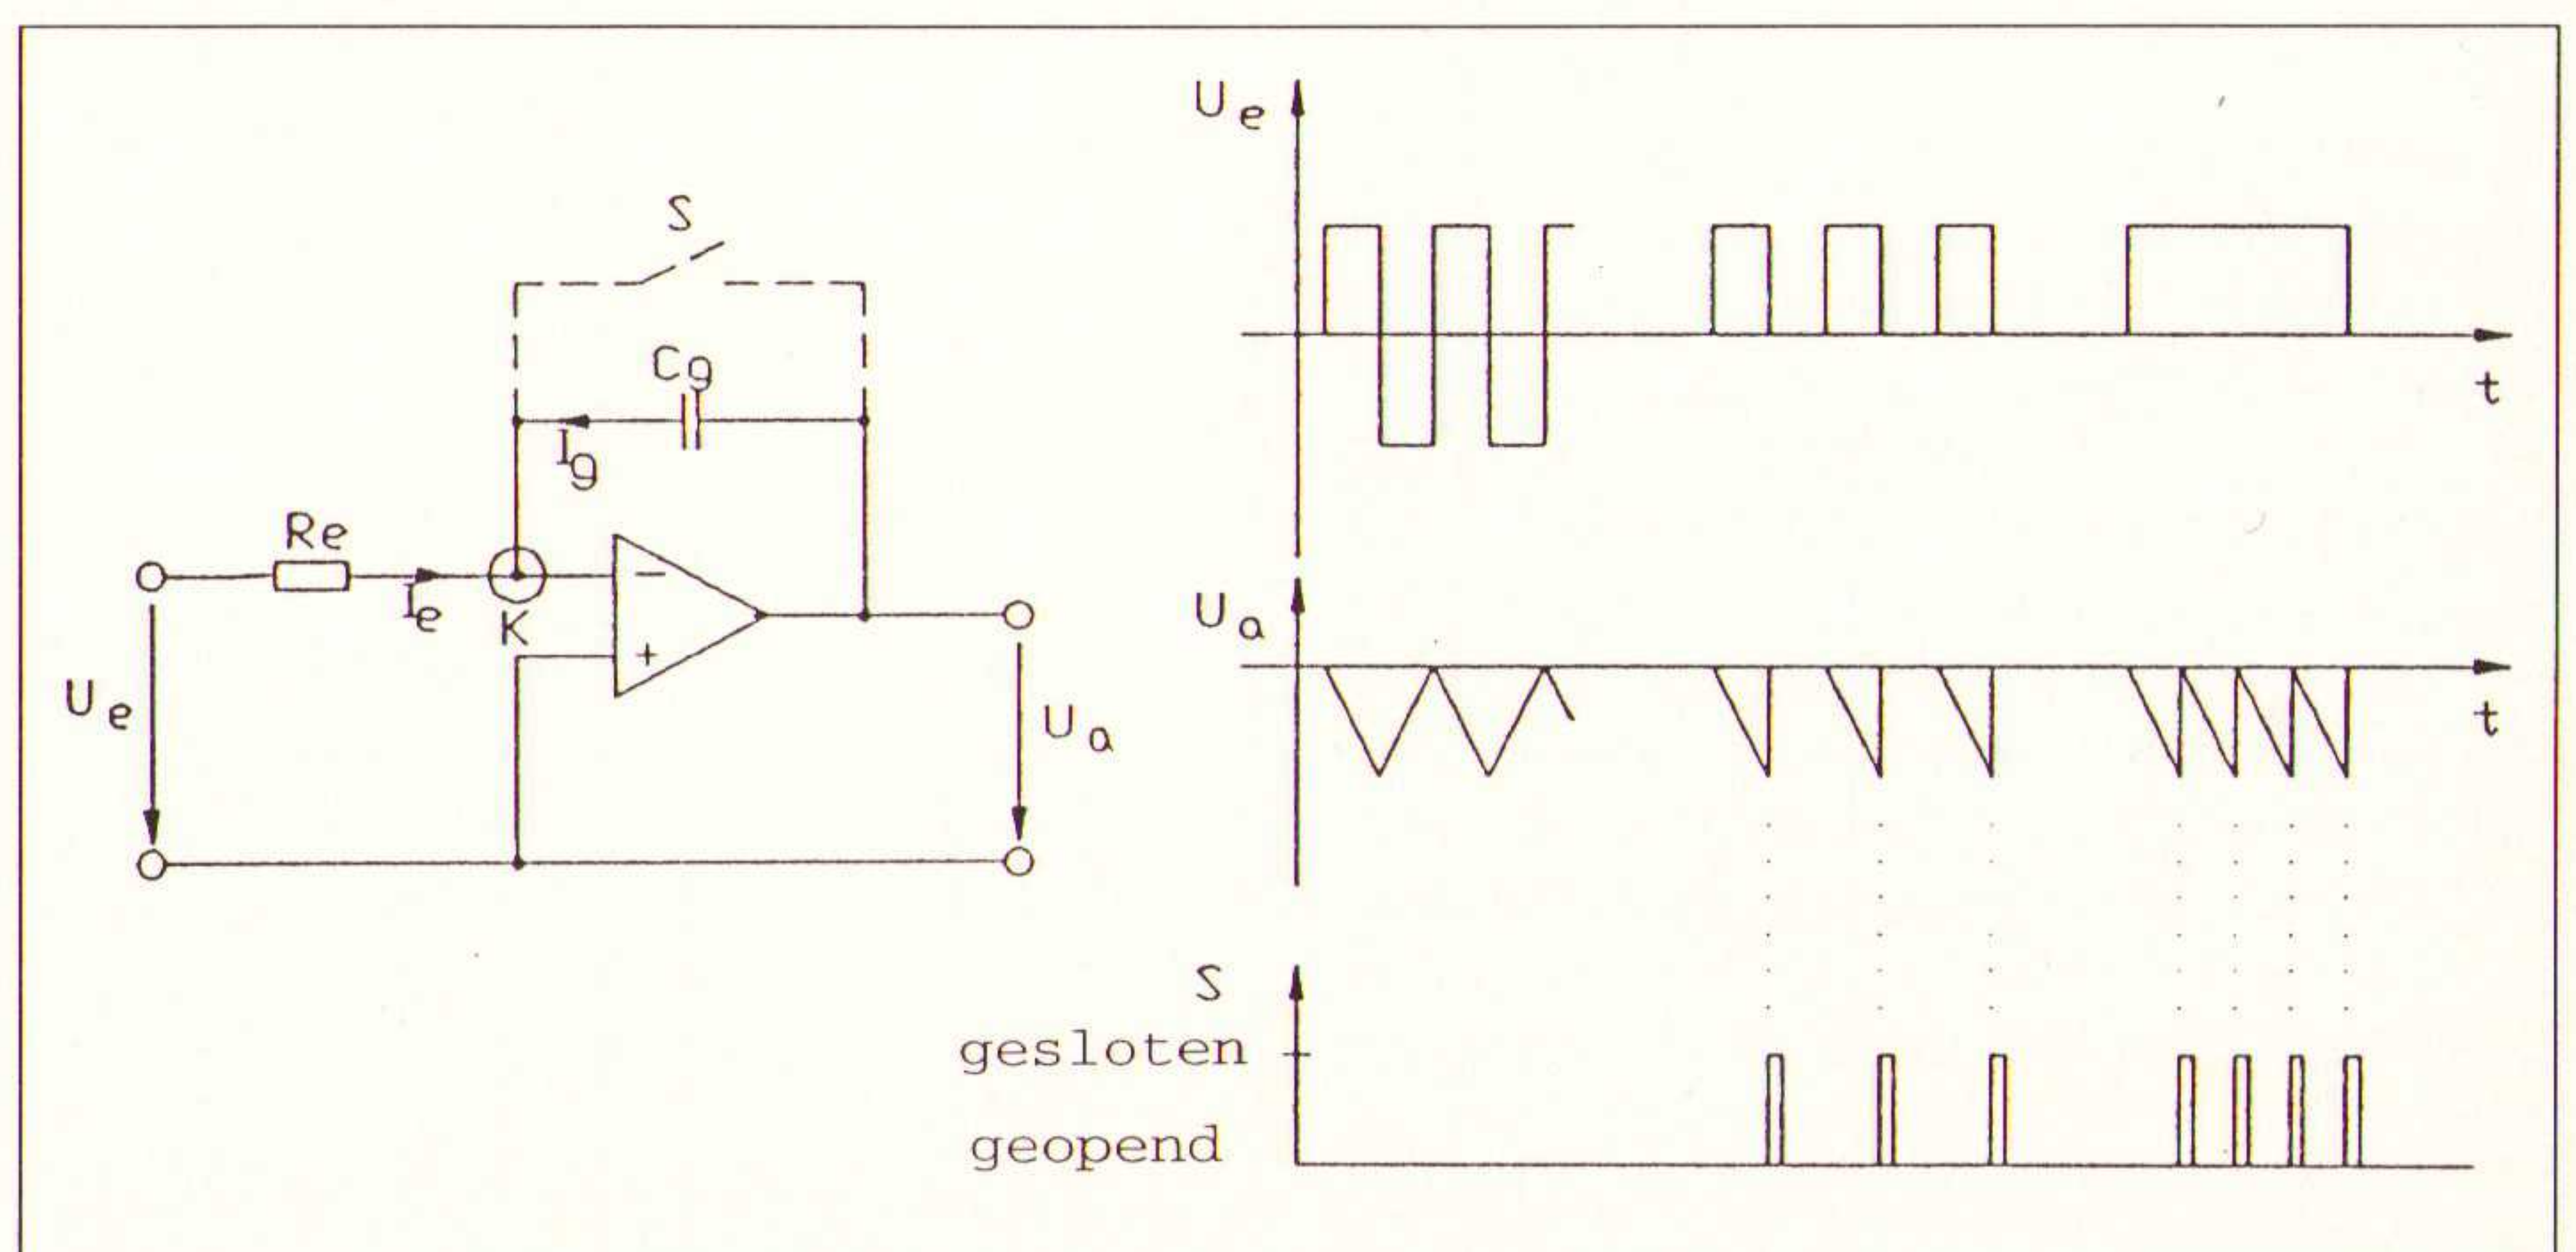 S
Cg
Ig
Re
Ie
K
−
+
Ue
Ua
Ue
t
Ua
t
S
gesloten
geopend